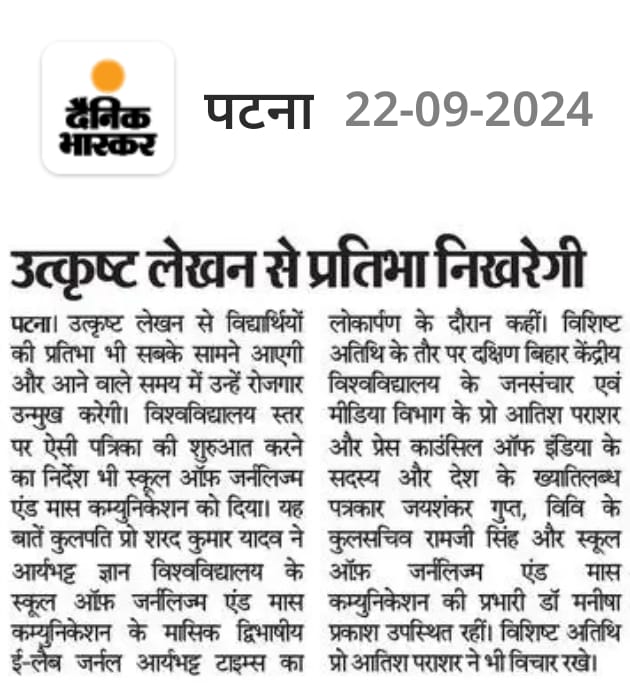 दैनिक
भास्कर
पटना 22-09-2024
उत्कृष्ट लेखन से प्रतिभा निखरेगी
पटना। उत्कृष्ट लेखन से विद्यार्थियों
की प्रतिभा भी सबके सामने आएगी
और आने वाले समय में उन्हें रोजगार
उन्मुख करेगी। विश्वविद्यालय स्तर
पर ऐसी पत्रिका की शुरुआत करने
का निर्देश भी स्कूल ऑफ़ जर्नलिज्म
एंड मास कम्युनिकेशन को दिया। यह
बातें कुलपति प्रो शरद कुमार यादव ने
आर्यभट्ट ज्ञान विश्वविद्यालय के
स्कूल ऑफ़ जर्नलिज्म एंड मास
कम्युनिकेशन के मासिक द्विभाषीय
ई-लैब जर्नल आर्यभट्ट टाइम्स का
लोकार्पण के दौरान कहीं। विशिष्ट
अतिथि के तौर पर दक्षिण बिहार केंद्रीय
विश्वविद्यालय के जनसंचार एवं
मीडिया विभाग के प्रो आतिश पराशर
और प्रेस काउंसिल ऑफ इंडिया के
सदस्य और देश के ख्यातिलब्ध
पत्रकार जयशंकर गुप्त, विवि के
कुलसचिव रामजी सिंह और स्कूल
ऑफ जर्नलिज्म एंड मास
कम्युनिकेशन की प्रभारी डॉ मनीषा
प्रकाश उपस्थित रहीं। विशिष्ट अतिथि
प्रो आतिश पराशर ने भी विचार रखे।